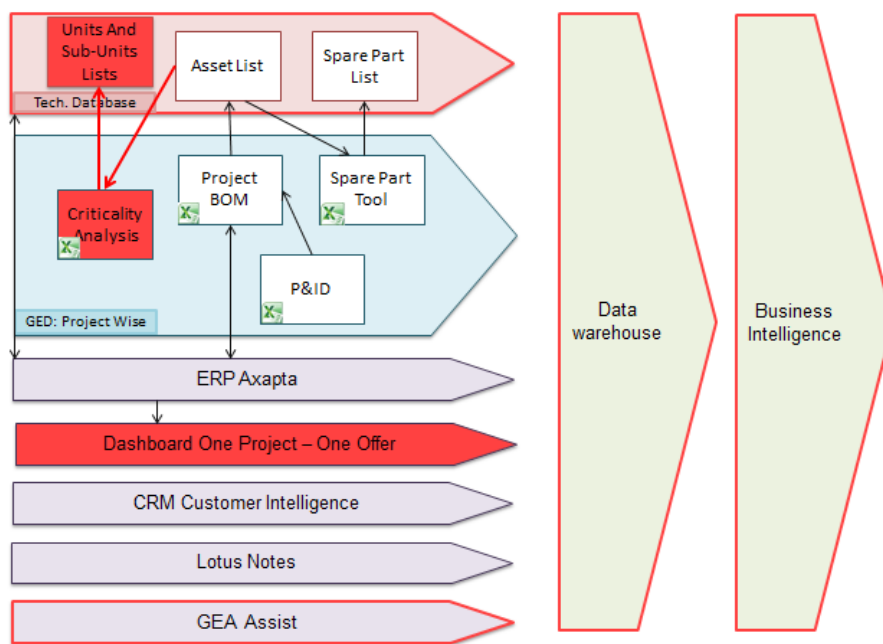 Units And
Sub-Units
Lists
Asset List
Spare Part
List
Tech. Database
Criticality
Analysis
Project
BOM
Spare Part
Tool
P&ID
GED: Project Wise
ERP Axapta
Dashboard One Project – One Offer
CRM Customer Intelligence
Lotus Notes
GEA Assist
Data
warehouse
Business
Intelligence